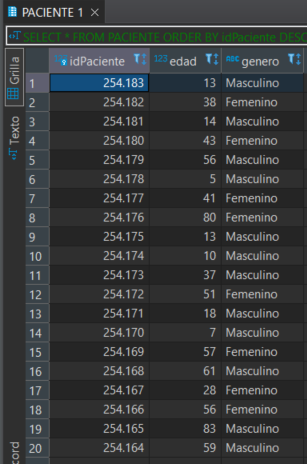 PACIENTE 1
SELECT * FROM PACIENTE ORDER BY idPaciente DESC
Grilla
Texto
idPaciente 123 edad ABC genero
1 254.183 13 Masculino
2 254.182 38 Femenino
3 254.181 14 Masculino
4 254.180 43 Femenino
5 254.179 56 Masculino
6 254.178 5 Masculino
7 254.177 41 Femenino
8 254.176 80 Femenino
9 254.175 13 Masculino
10 254.174 10 Masculino
11 254.173 37 Masculino
12 254.172 51 Femenino
13 254.171 18 Masculino
14 254.170 7 Masculino
15 254.169 57 Femenino
16 254.168 61 Masculino
17 254.167 28 Femenino
18 254.166 56 Femenino
19 254.165 83 Masculino
20 254.164 59 Masculino
cord